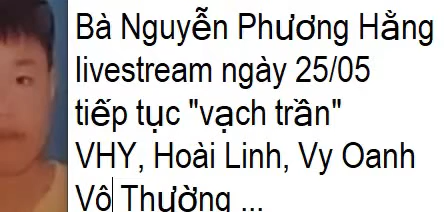 Bà Nguyễn Phương Hằng
livestream ngày 25/05
tiếp tục "vạch trần"
VHY, Hoài Linh, Vy Oanh
Vô Thường ...